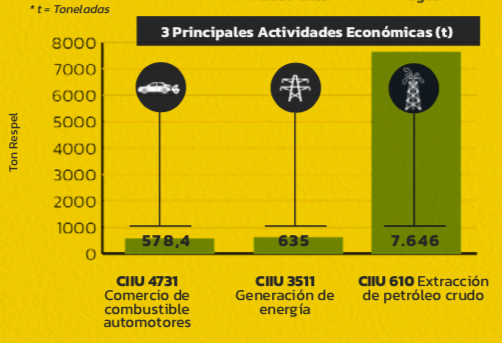 * t = Toneladas
3 Principales Actividades Económicas (t)
Ton Respel
8000
7000
6000
5000
4000
3000
2000
1000
0
578,4
635
7.646
CIIU 4731
Comercio de
combustible
automotores
CIIU 3511
Generación de
energía
CIIU 610 Extracción
de petróleo crudo